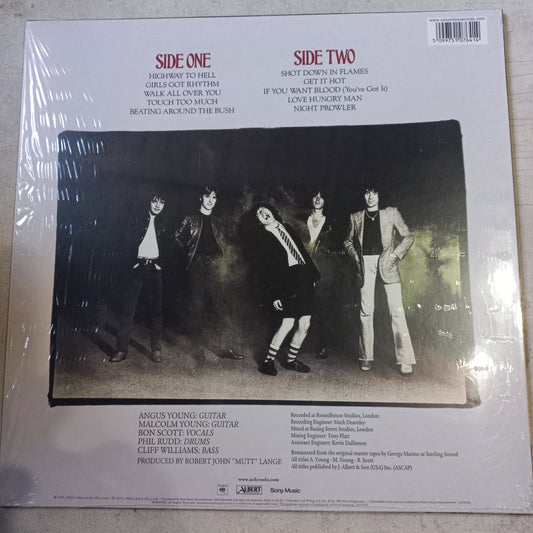 www.columbiarecords.com
5 099751 076414
SIDE ONE
HIGHWAY TO HELL
GIRLS GOT RHYTHM
WALK ALL OVER YOU
TOUCH TOO MUCH
BEATING AROUND THE BUSH
SIDE TWO
SHOT DOWN IN FLAMES
GET IT HOT
IF YOU WANT BLOOD (You've Got It)
LOVE HUNGRY MAN
NIGHT PROWLER
ANGUS YOUNG: GUITAR
MALCOLM YOUNG: GUITAR
BON SCOTT: VOCALS
PHIL RUDD: DRUMS
CLIFF WILLIAMS: BASS
PRODUCED BY ROBERT JOHN "MUTT" LANGE
Recorded at Roundhouse Studios, London
Recording Engineer: Mark Dearnley
Mixed at Basing Street Studios, London
Mixing Engineer: Tony Platt
Assistant Engineer: Kevin Dallimore
Remastered from the original master tapes by George Marino at Sterling Sound
All titles A. Young - M. Young - B. Scott
All titles published by J. Albert & Son (USA) Inc. (ASCAP)
www.acdcrocks.com
ALBERT
Sony Music